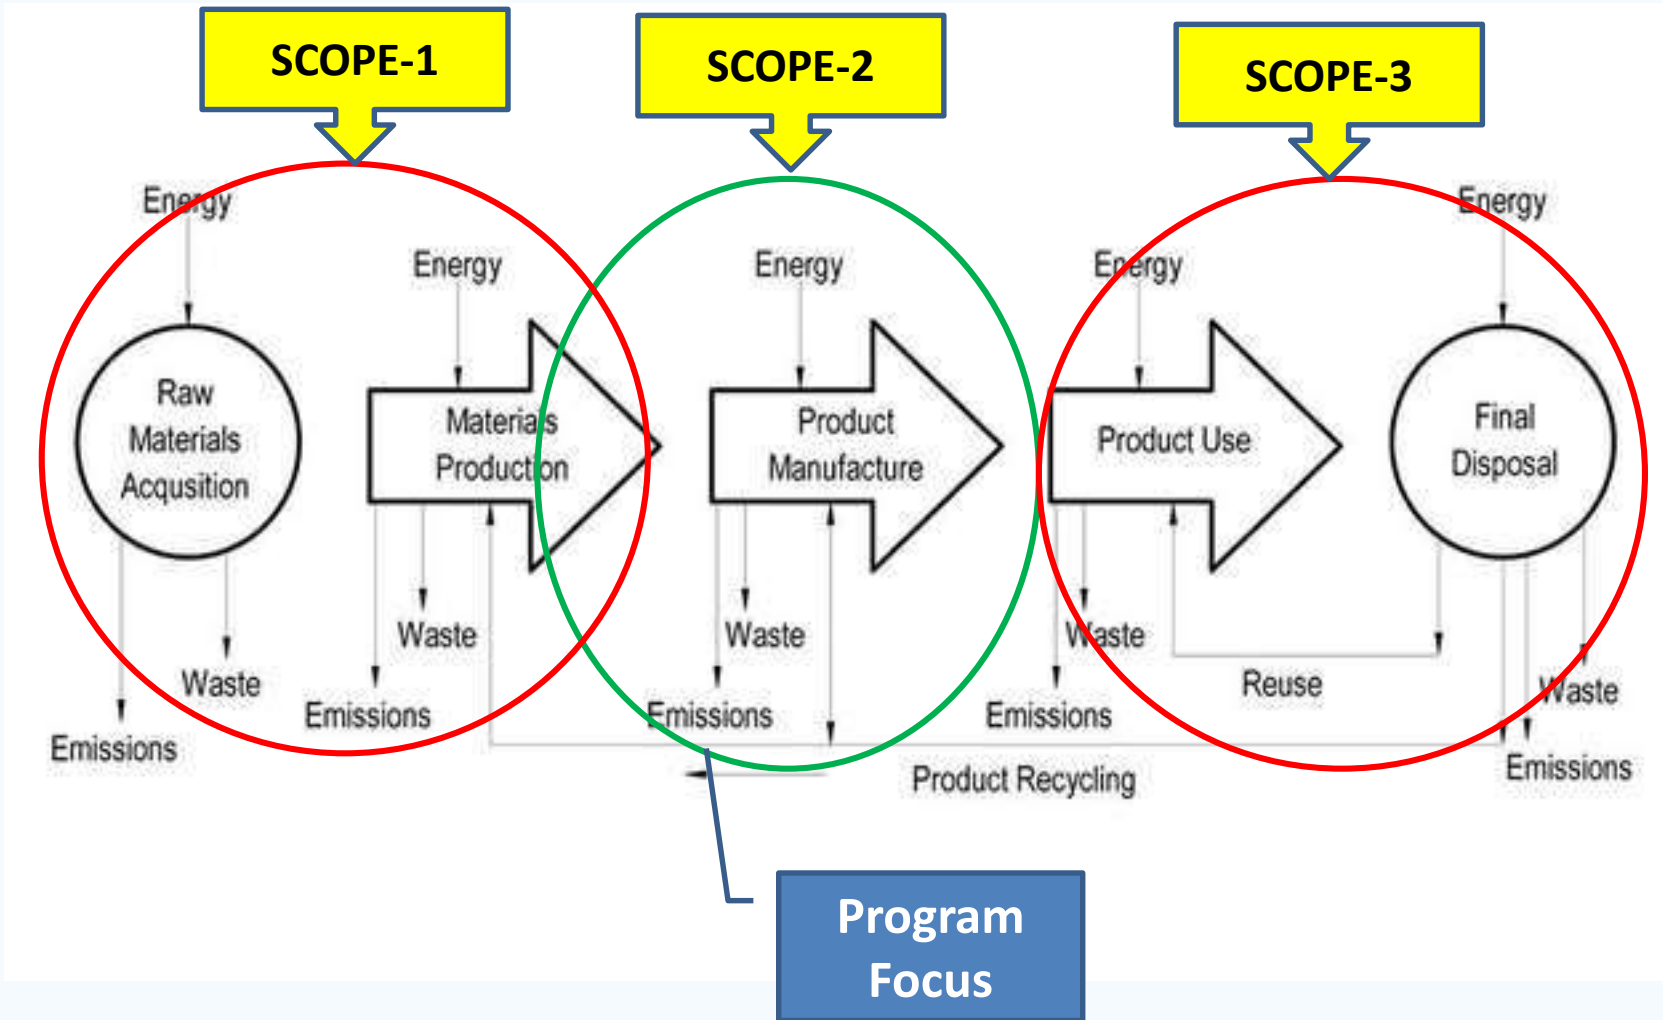 SCOPE-1
SCOPE-2
SCOPE-3
Energy
Energy
Energy
Energy
Energy
Raw
Materials
Acqusition
Materials
Production
Product
Manufacture
Product Use
Final
Disposal
Waste
Waste
Waste
Waste
Reuse
Waste
Emissions
Emissions
Emissions
Emissions
Emissions
Product Recycling
Program
Focus